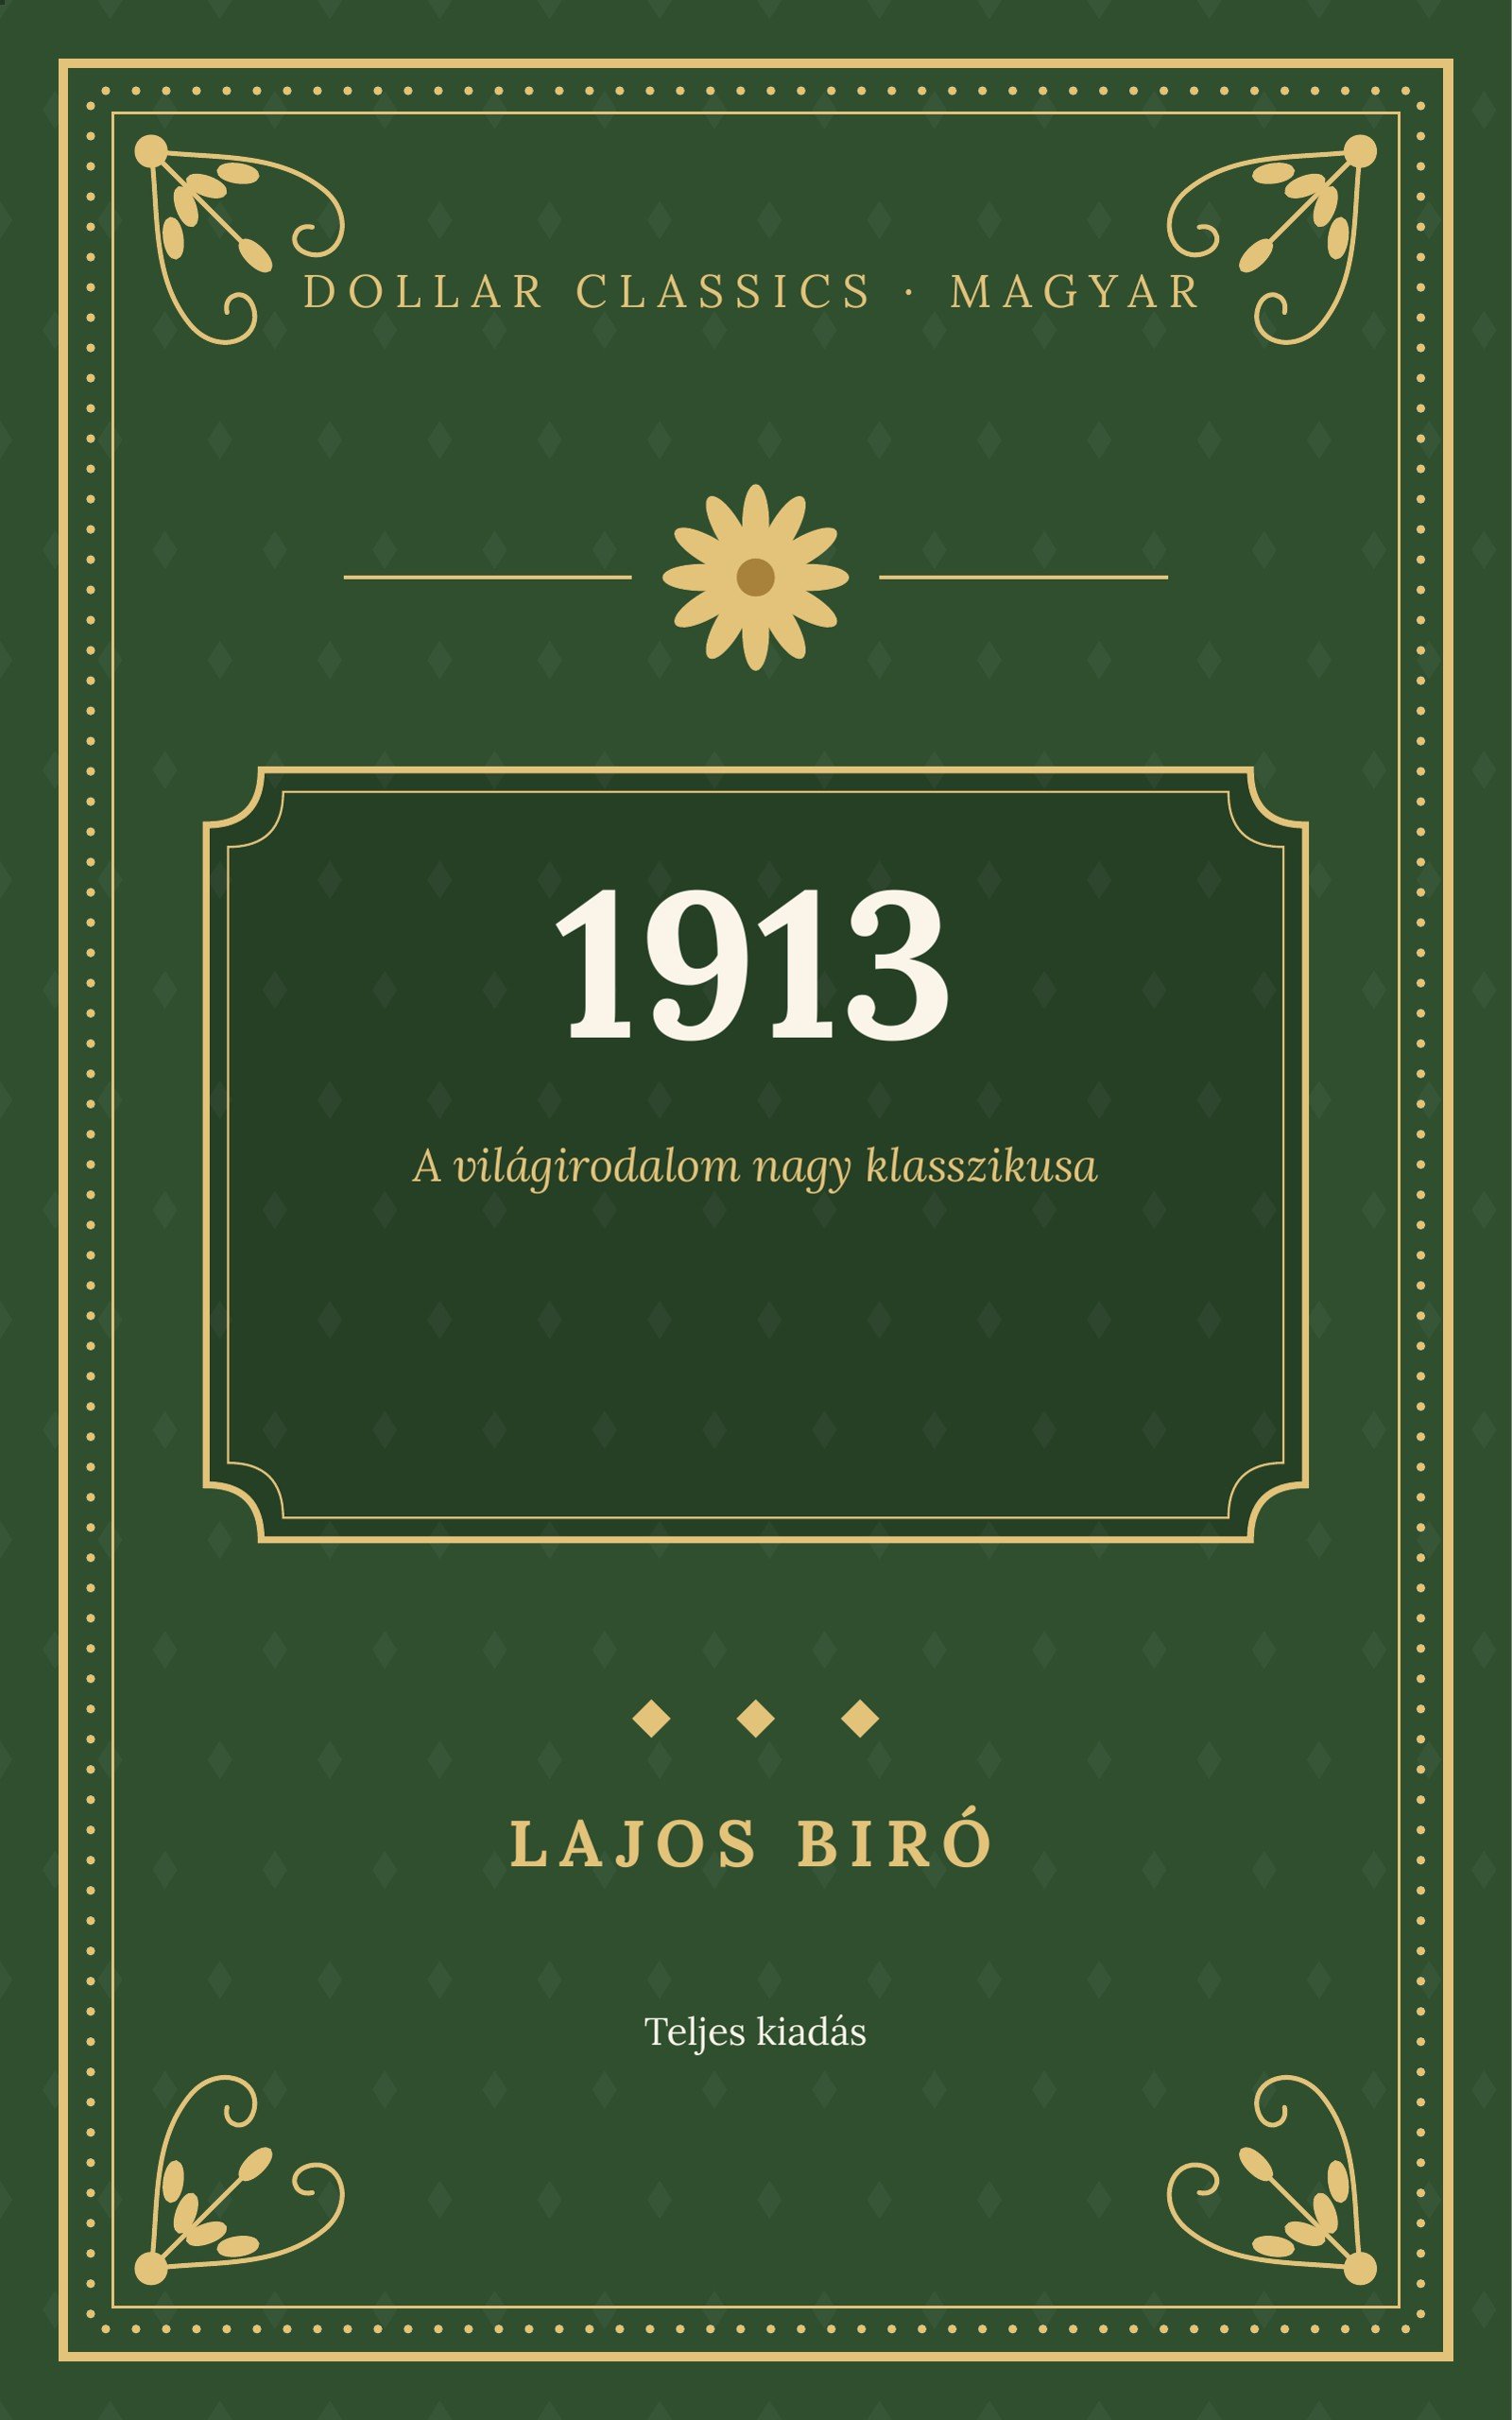 DOLLAR CLASSICS · MAGYAR
1913
A világirodalom nagy klasszikusa
LAJOS BIRÓ
Teljes kiadás